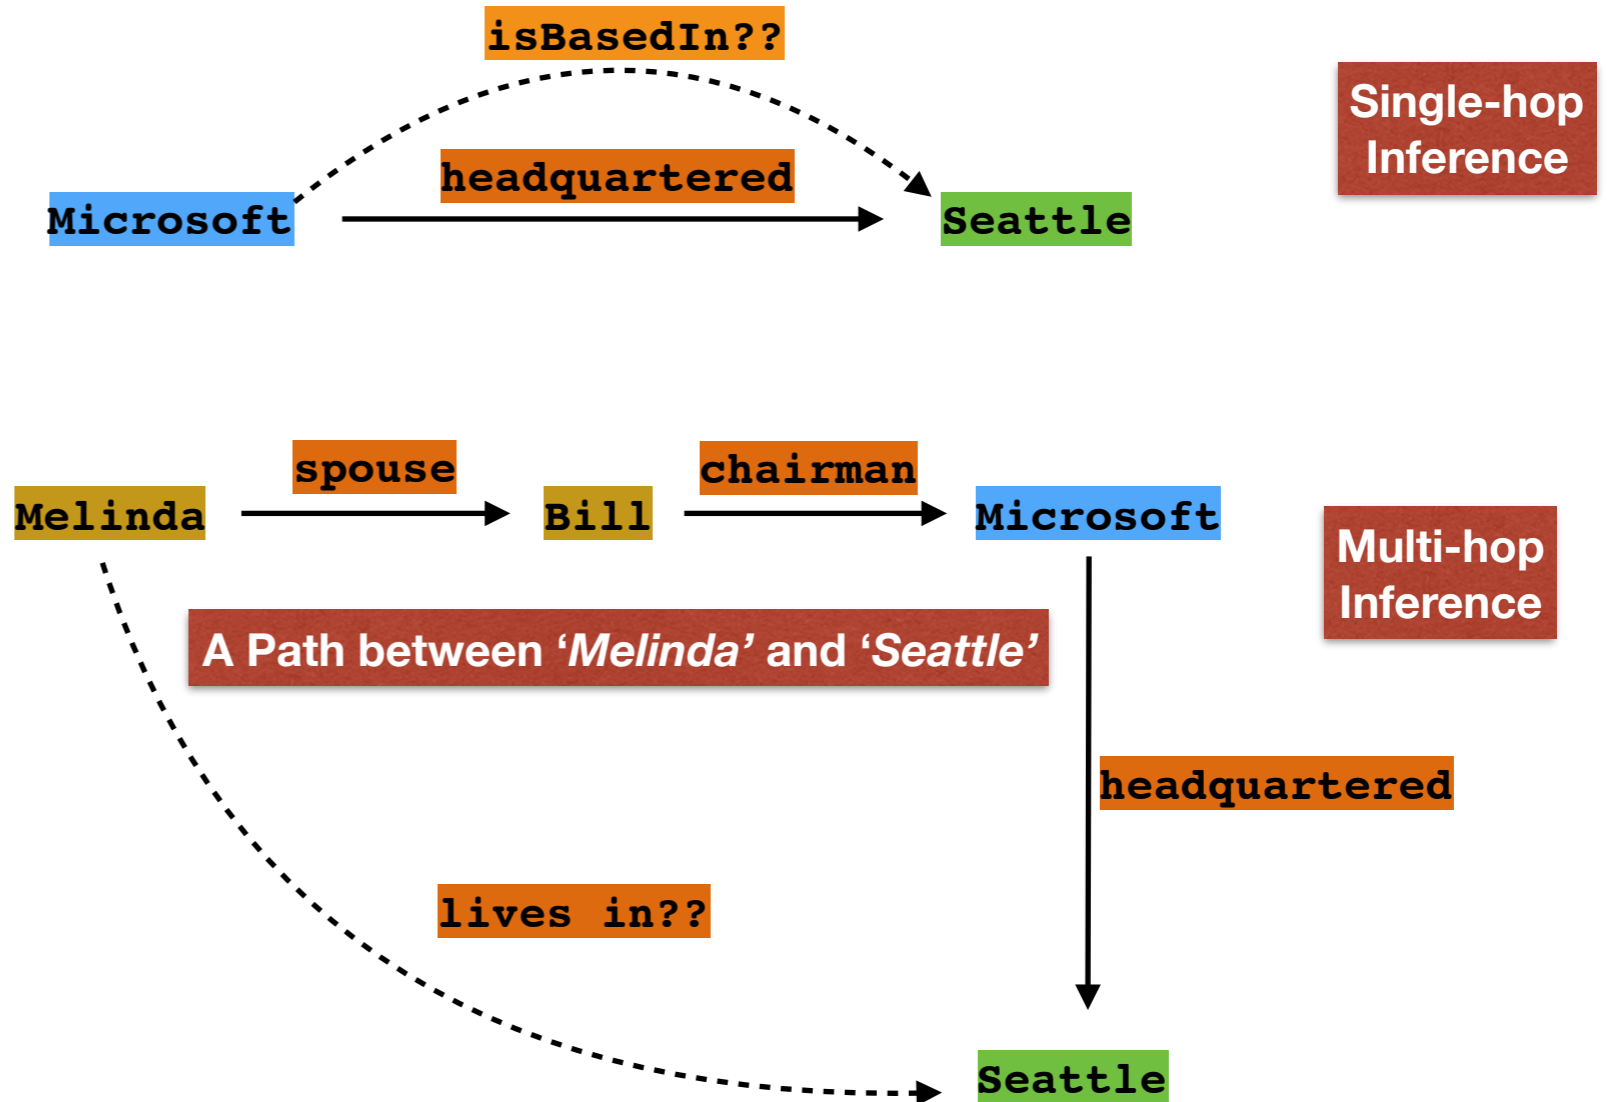 isBasedIn??
Single-hop
Inference
headquartered
Microsoft
Seattle
spouse
chairman
Melinda
Bill
Microsoft
Multi-hop
Inference
A Path between ‘Melinda’ and ‘Seattle’
headquartered
lives in??
Seattle